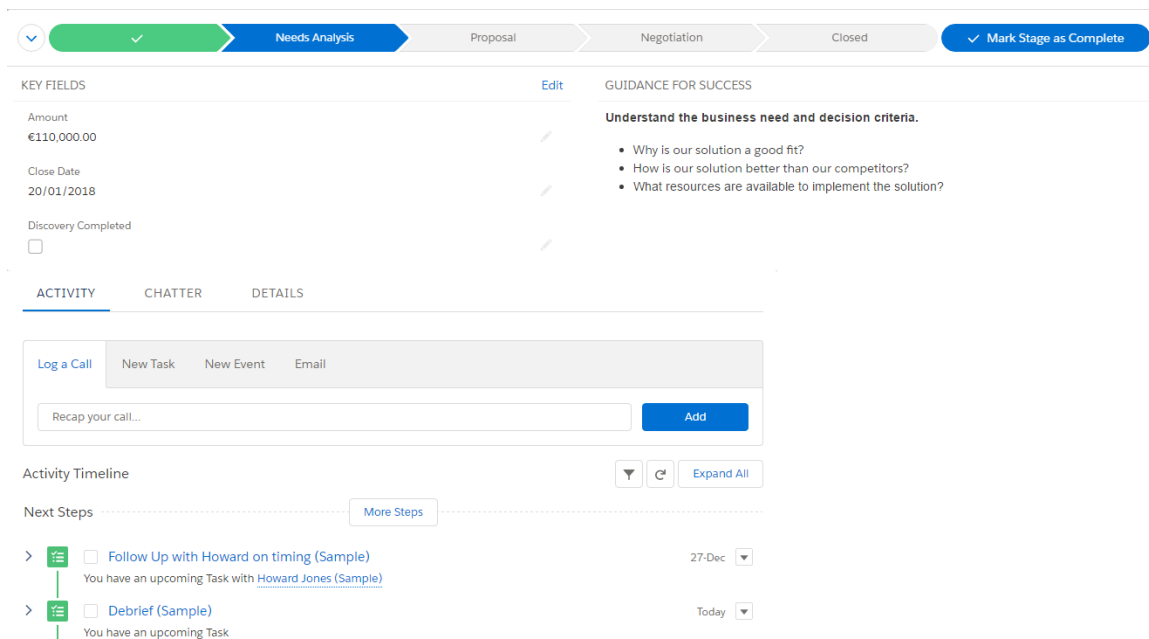 Needs Analysis
Proposal
Negotiation
Closed
Mark Stage as Complete
KEY FIELDS
Edit
Amount
€110,000.00
Close Date
20/01/2018
Discovery Completed
GUIDANCE FOR SUCCESS
Understand the business need and decision criteria.
Why is our solution a good fit?
How is our solution better than our competitors?
What resources are available to implement the solution?
ACTIVITY
CHATTER
DETAILS
Log a Call
New Task
New Event
Email
Recap your call...
Add
Activity Timeline
Expand All
Next Steps
More Steps
Follow Up with Howard on timing (Sample)
27-Dec
You have an upcoming Task with Howard Jones (Sample)
Debrief (Sample)
Today
You have an upcoming Task